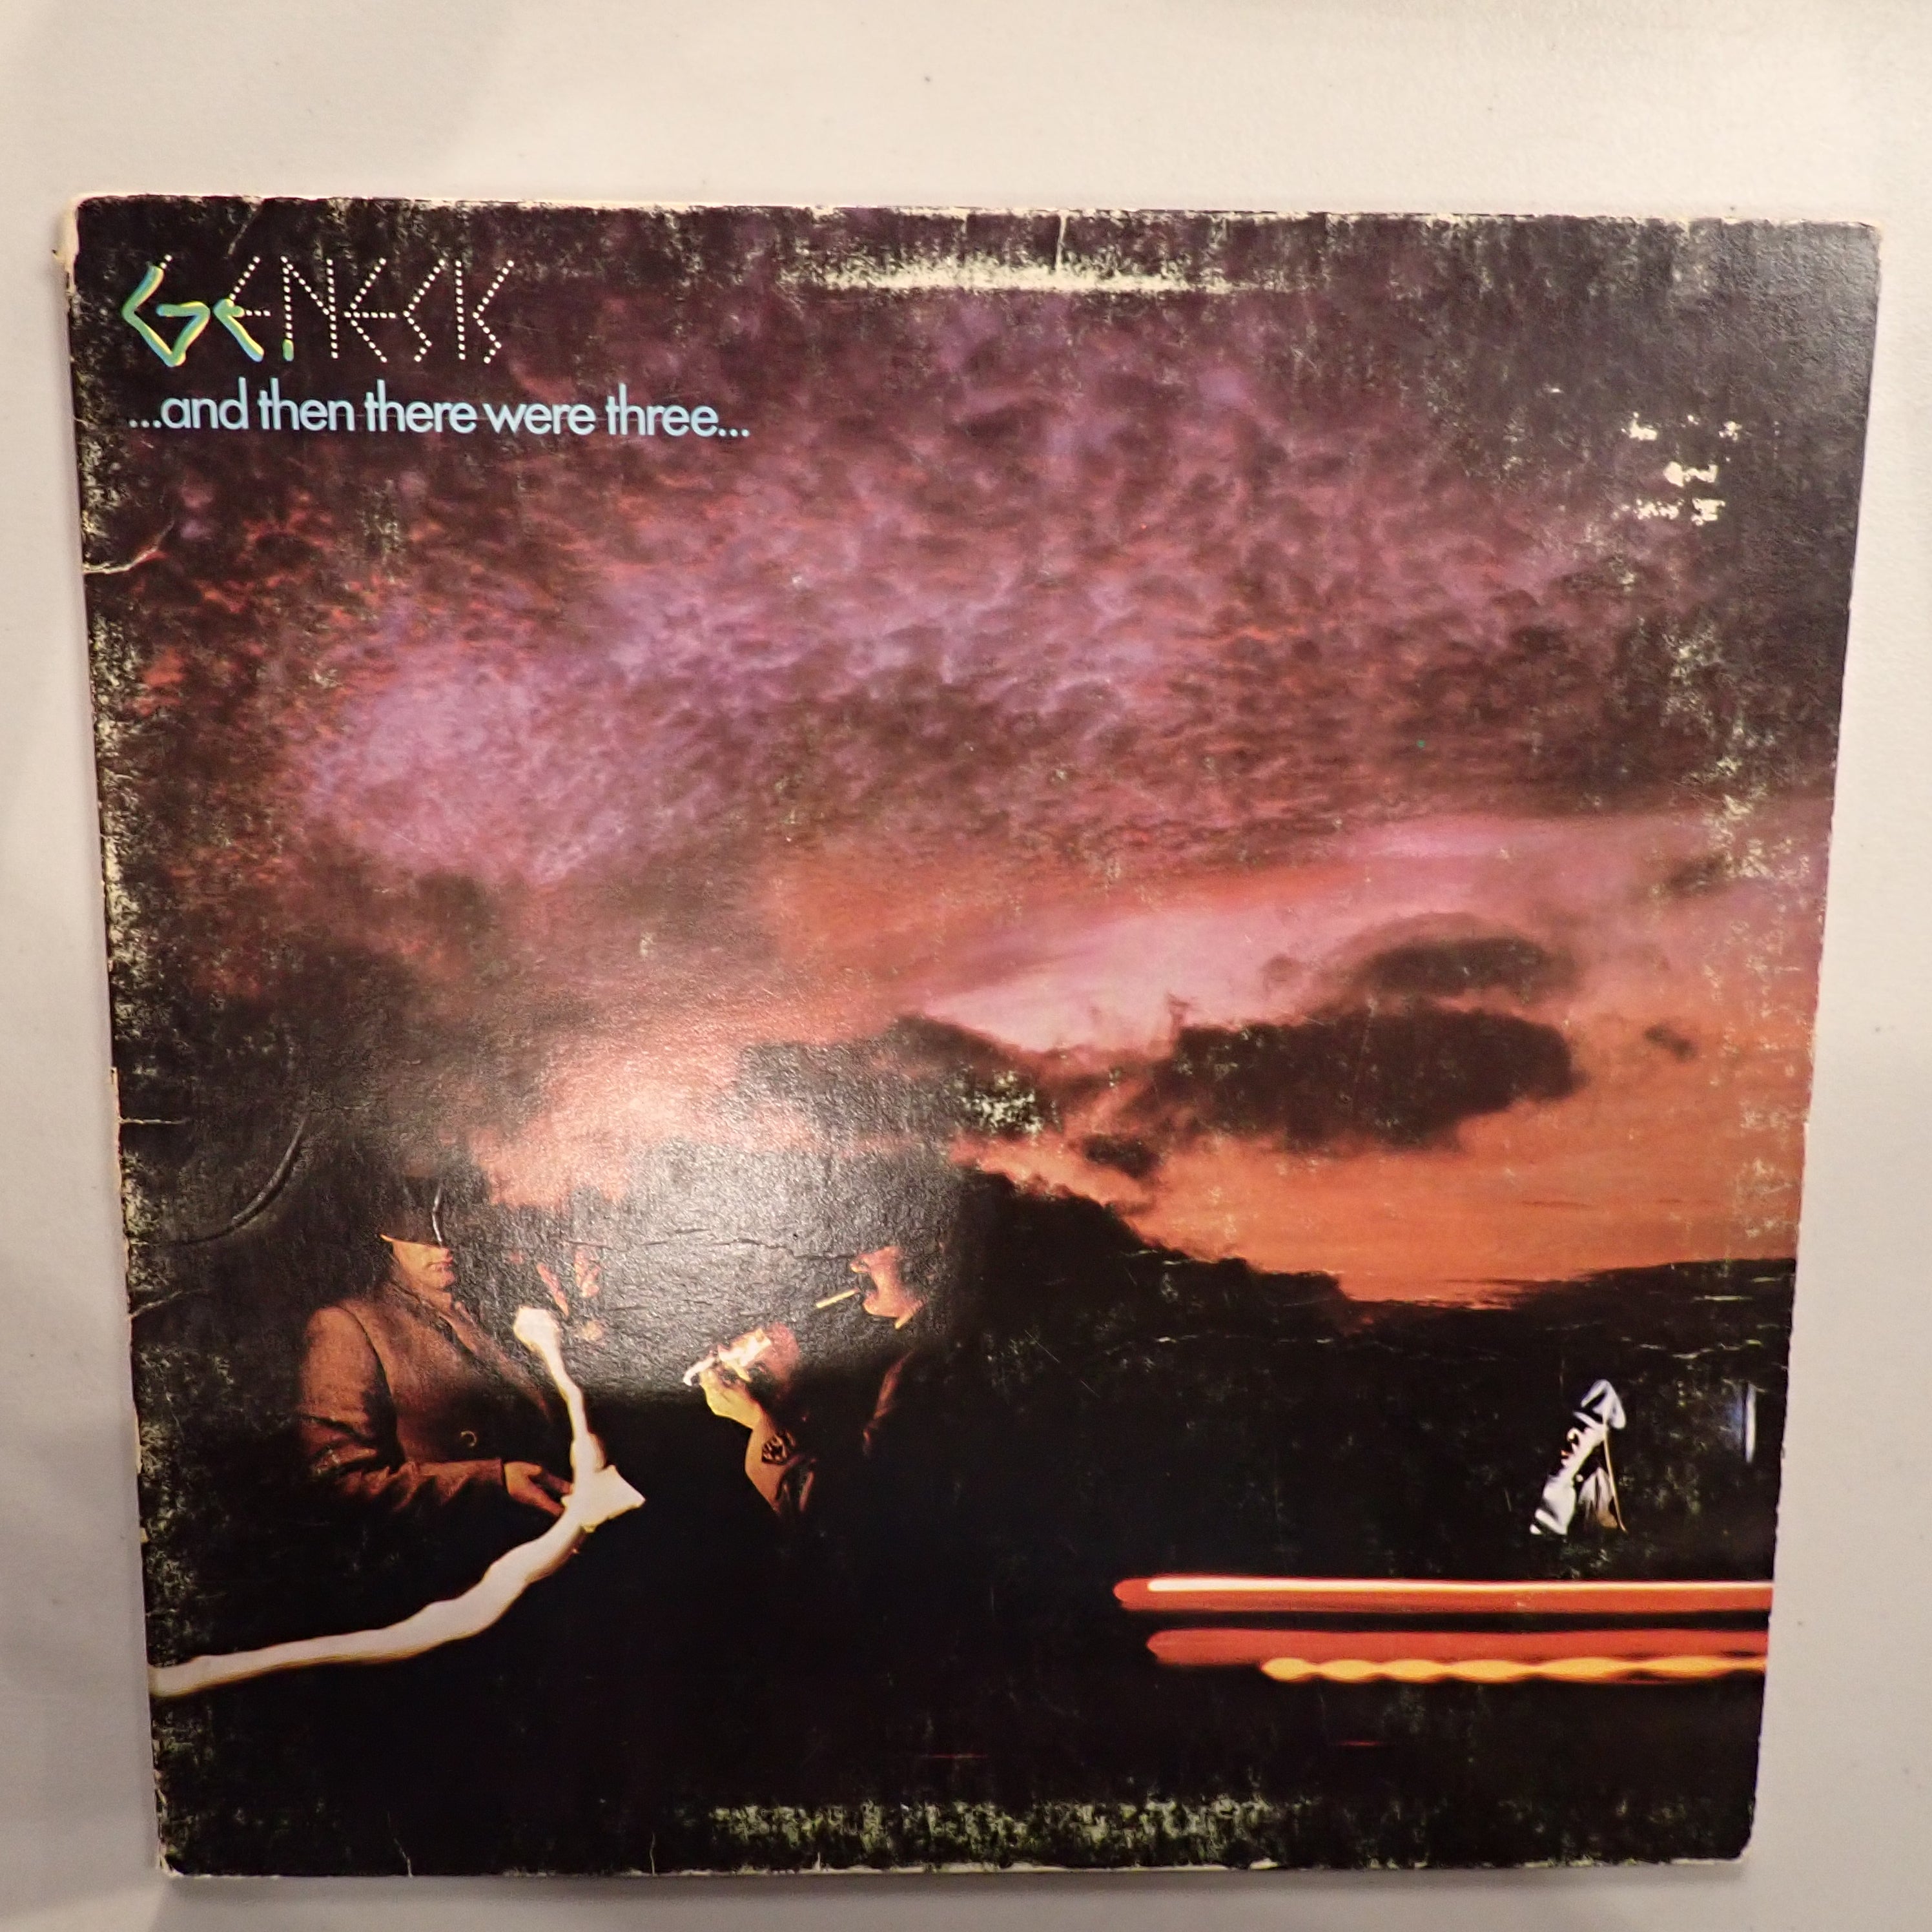 GENESIS
...and then there were three...